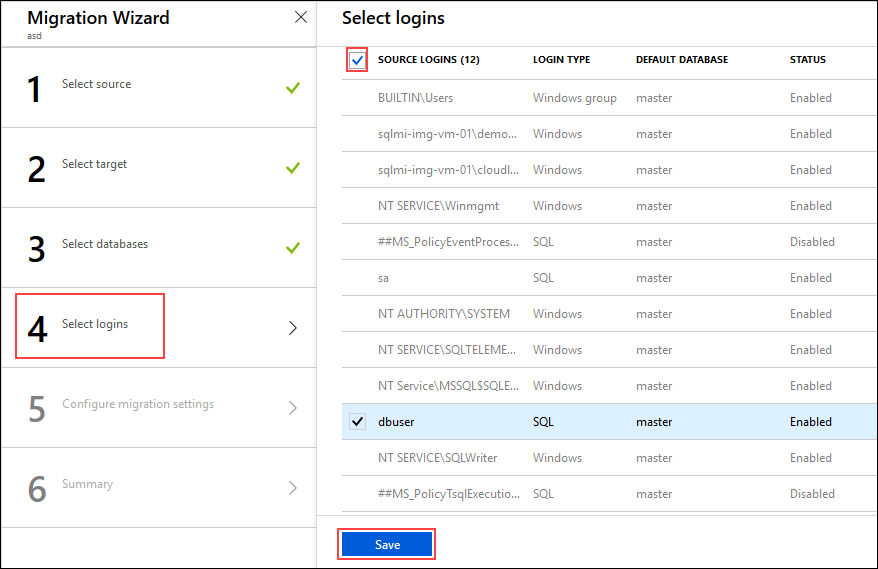 Migration Wizard
asd
1 Select source
2 Select target
3 Select databases
4 Select logins
5 Configure migration settings
6 Summary
Select logins
SOURCE LOGINS (12) LOGIN TYPE DEFAULT DATABASE STATUS
BUILTIN\Users Windows group master Enabled
sqlmi-img-vm-01\demo... Windows master Enabled
sqlmi-img-vm-01\cloudl... Windows master Enabled
NT SERVICE\Winmgmt Windows master Enabled
##MS_PolicyEventProces... SQL master Disabled
sa SQL master Enabled
NT AUTHORITY\SYSTEM Windows master Enabled
NT SERVICE\SQLTELEME... Windows master Enabled
NT Service\MSSQL$SQLE... Windows master Enabled
dbuser SQL master Enabled
NT SERVICE\SQLWriter Windows master Enabled
##MS_PolicyTsqlExecutio... SQL master Disabled
Save